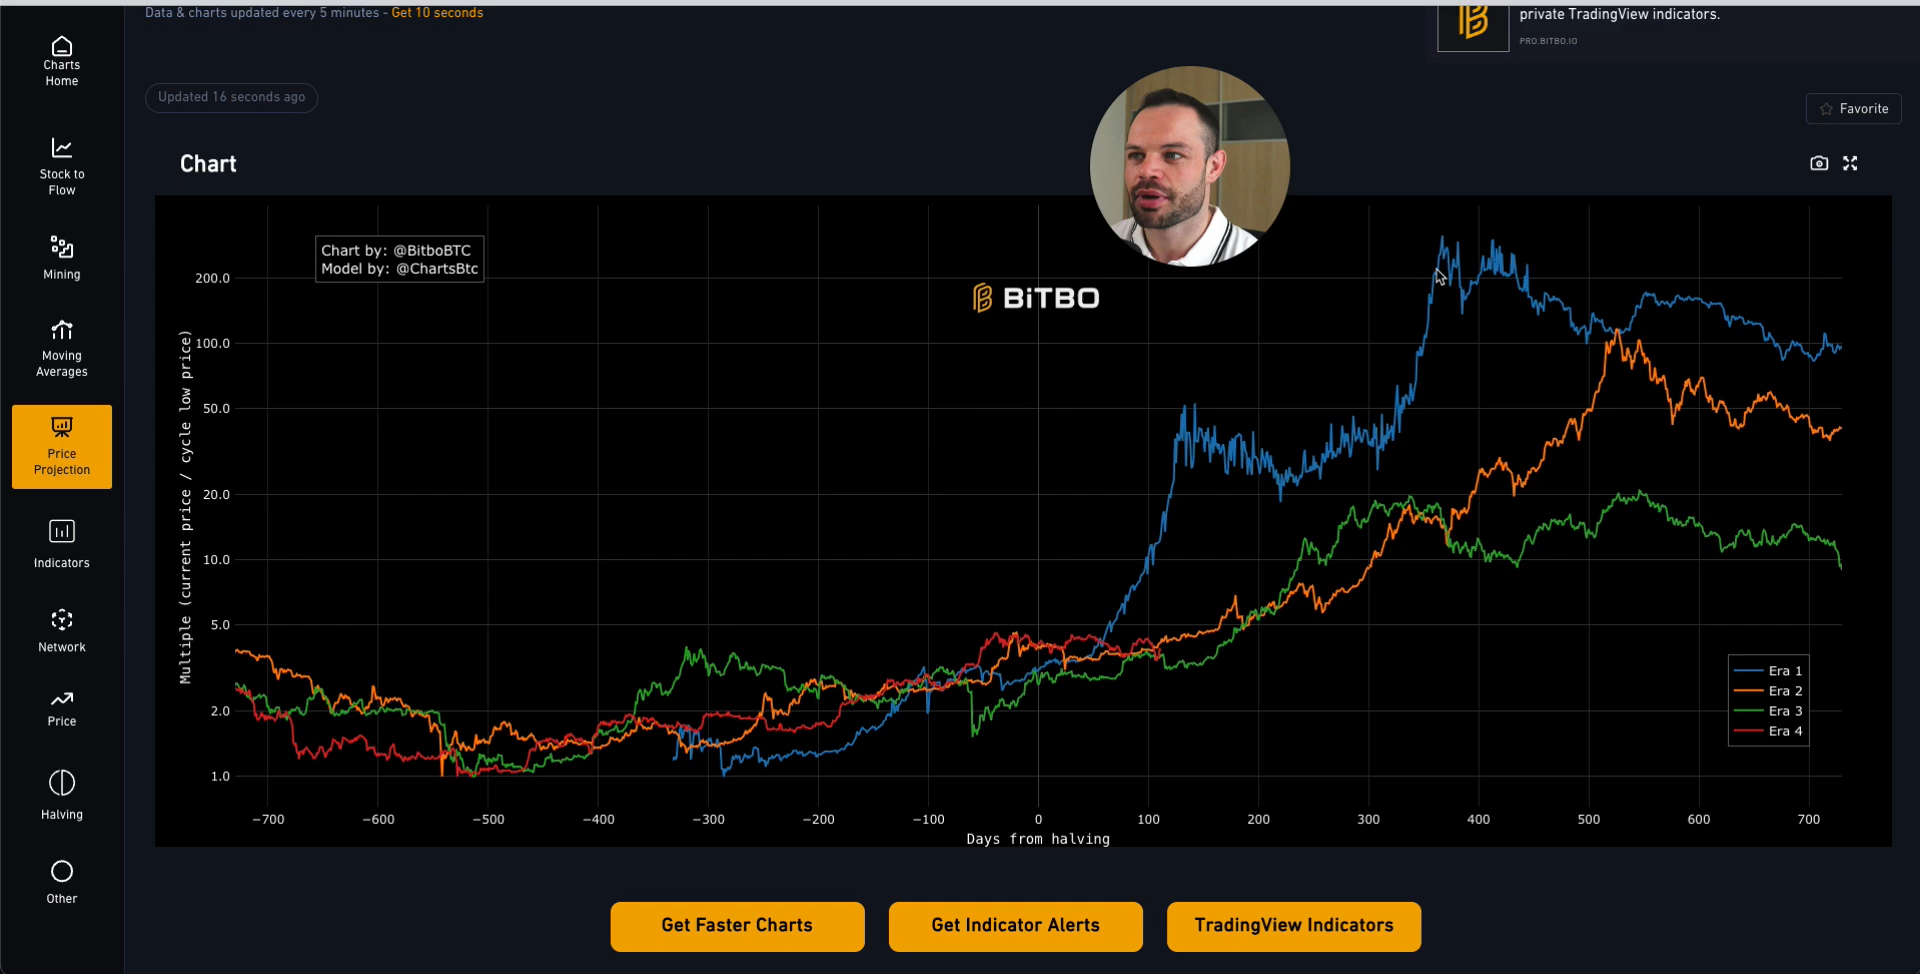 Data & charts updated every 5 minutes - Get 10 seconds
private TradingView indicators.
PRO.BITBO.IO
Charts
Home
Updated 16 seconds ago
Favorite
Stock to
Flow
Chart
Mining
Moving
Averages
Price
Projection
Indicators
Network
Price
Halving
Other
Chart by: @BitboBTC
Model by: @ChartsBtc
BiTBO
Multiple (current price / cycle low price)
200.0
100.0
50.0
20.0
10.0
5.0
2.0
1.0
Era 1
Era 2
Era 3
Era 4
−700 −600 −500 −400 −300 −200 −100 0 100 200 300 400 500 600 700
Days from halving
Get Faster Charts
Get Indicator Alerts
TradingView Indicators